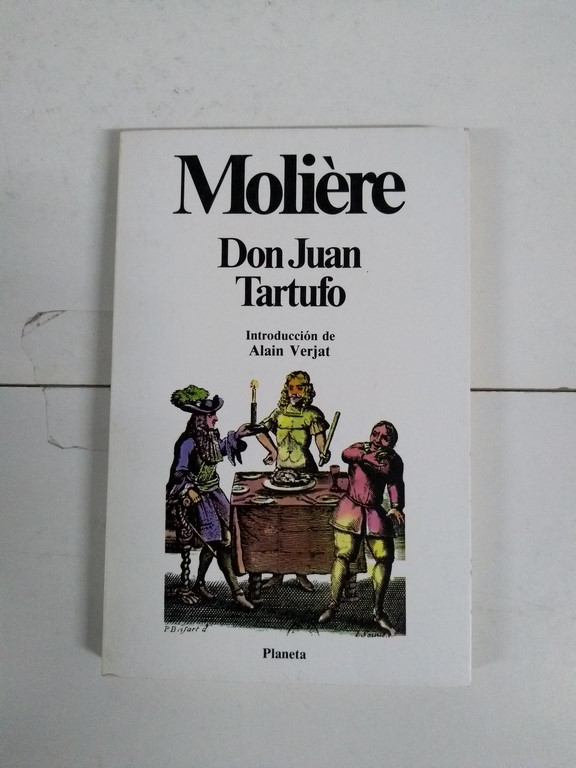 Molière
Don Juan
Tartufo
Introducción de
Alain Verjat
Planeta